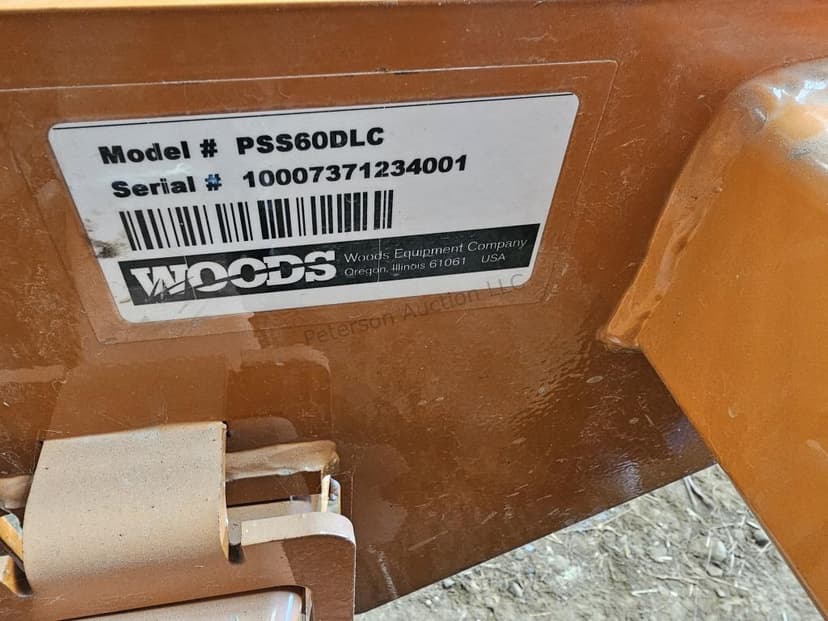 Model # PSS60DLC
Serial # 10007371234001
WOODS
Woods Equipment Company
Oregon, Illinois 61061 USA
Peterson Auction LLC